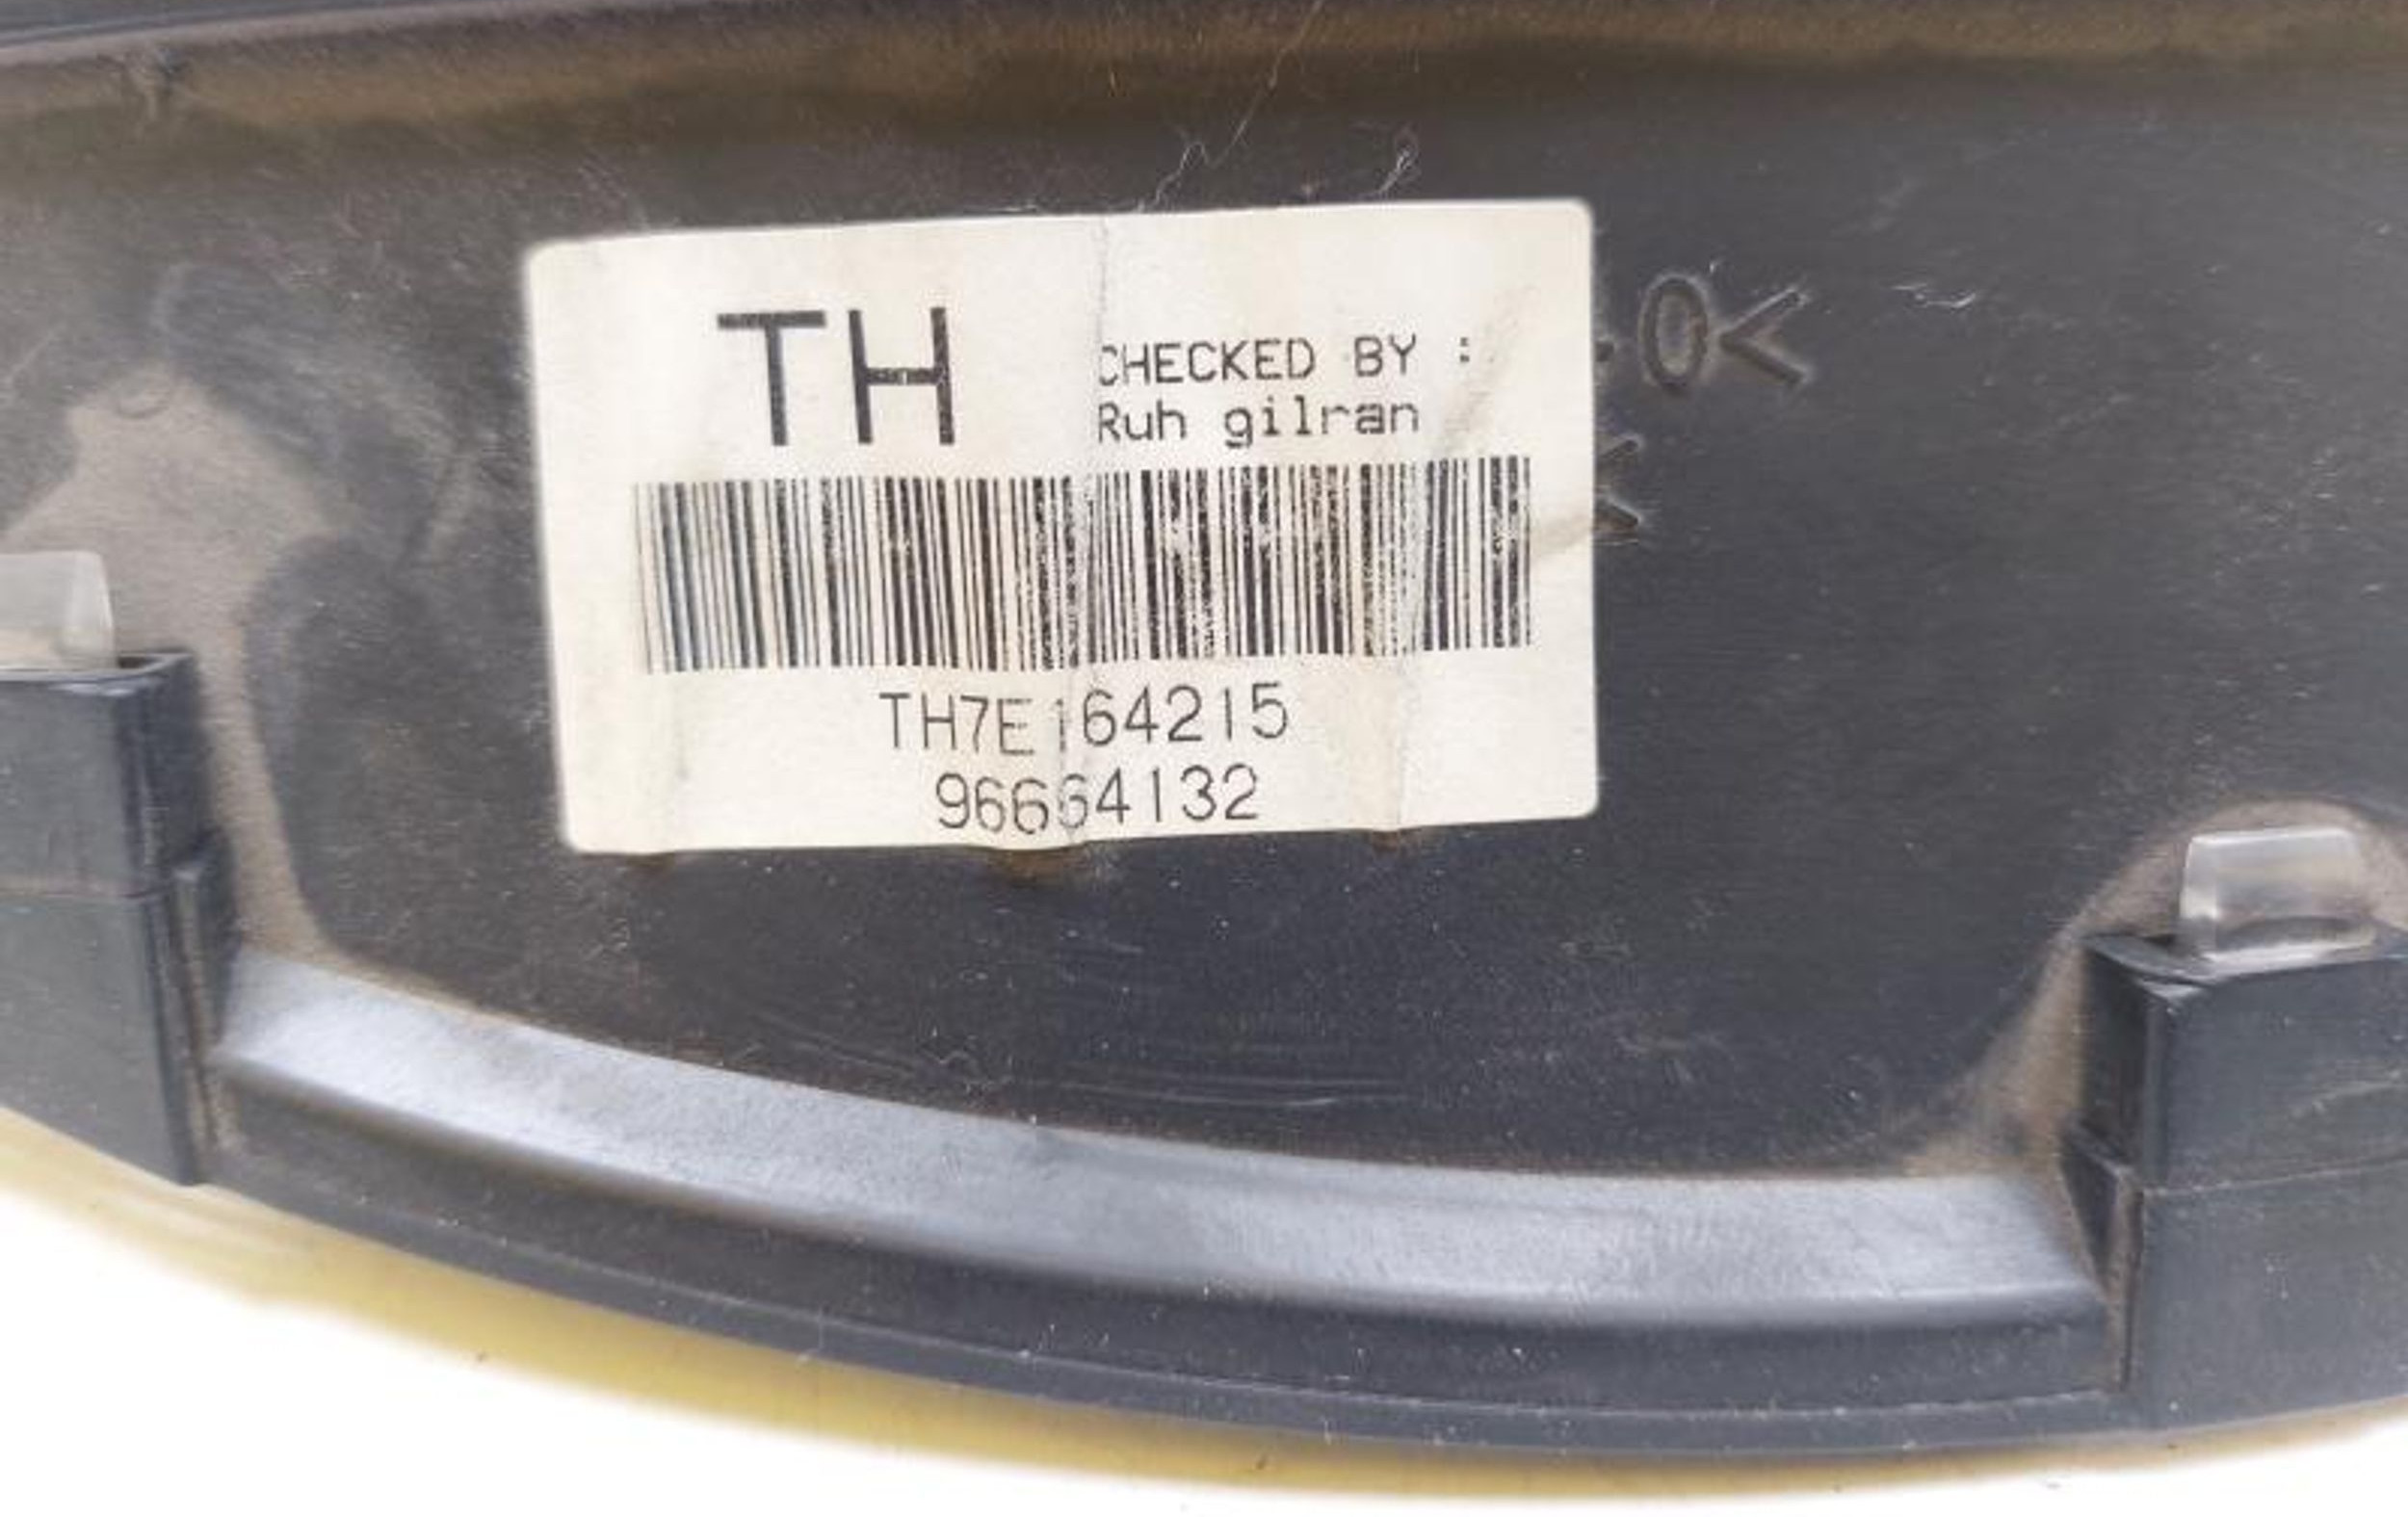 TH
CHECKED BY :
Ruh gilran
TH7E164215
96664132